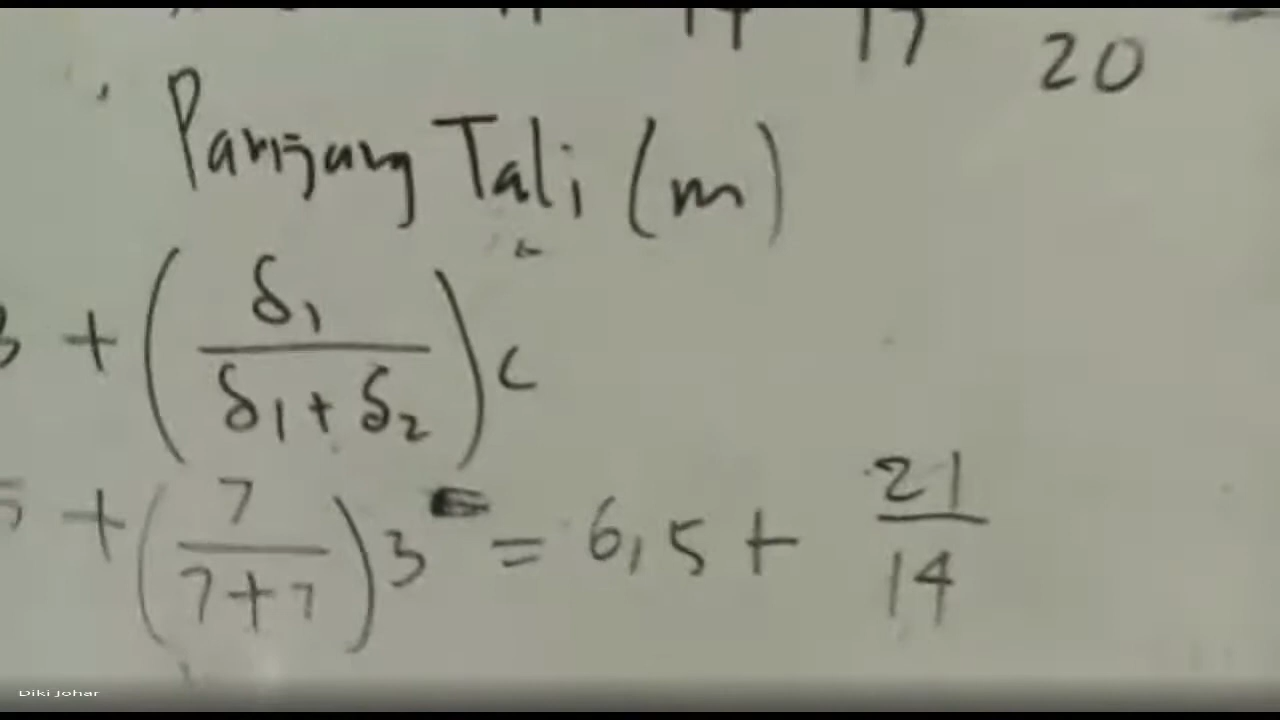 14 17 20
Panjang Tali (m)
+ (δ1 / δ1 + δ2) c
+ (7 / 7+7) 3 = 6,5 + 21 / 14
Diki Johar